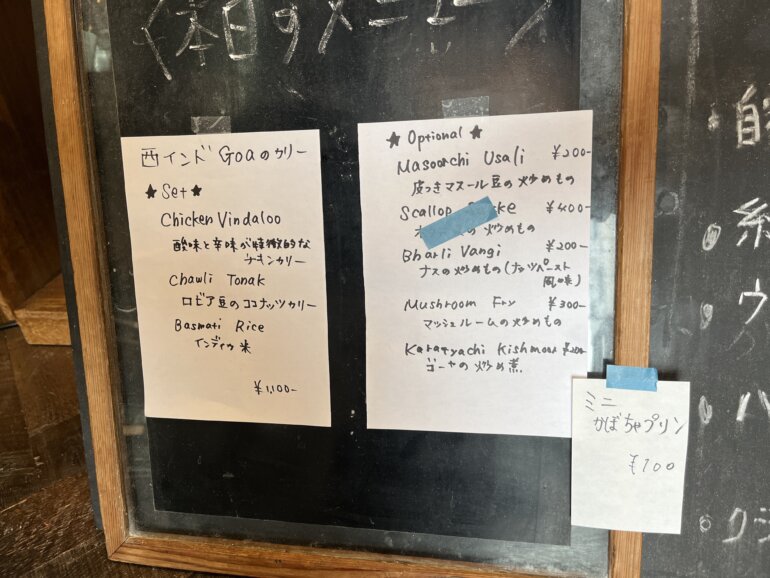 本日のメニュー
西インド Goaのカリー
★Set★
Chicken Vindaloo
酸味と辛味が特徴的な
チキンカリー
Chawli Tonak
ロビア豆のココナッツカリー
Basmati Rice
インディカ米
¥1,100-
★ Optional ★
Masoorchi Usali ¥200-
皮つきマスール豆の炒めもの
Scallop ¥400-
の炒めもの
Bharli Vangi ¥200-
ナスの炒めもの(ナッツペースト
風味)
Mushroom Fry ¥300-
マッシュルームの炒めもの
Karatyachi Kishmoor ¥200-
ゴーヤの炒め煮
ミニ
かぼちゃプリン
¥100